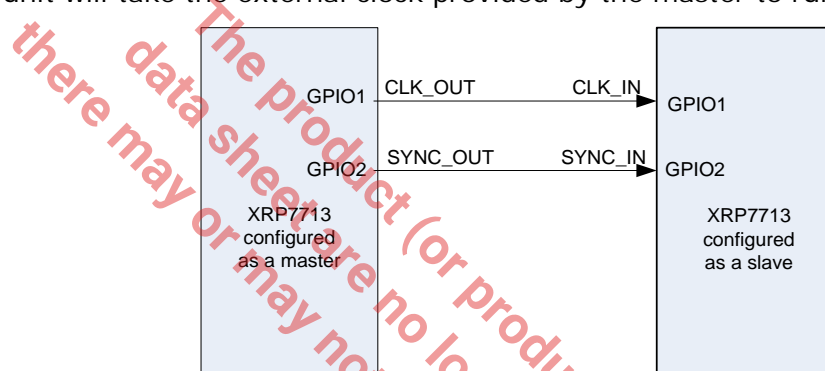 unit will take the external clock provided by the master to
GPIO1 CLK_OUT CLK_IN GPIO1
GPIO2 SYNC_OUT SYNC_IN GPIO2
XRP7713
configured
as a master
XRP7713
configured
as a slave
The product (or produ
data sheet are no lo
there may or may no